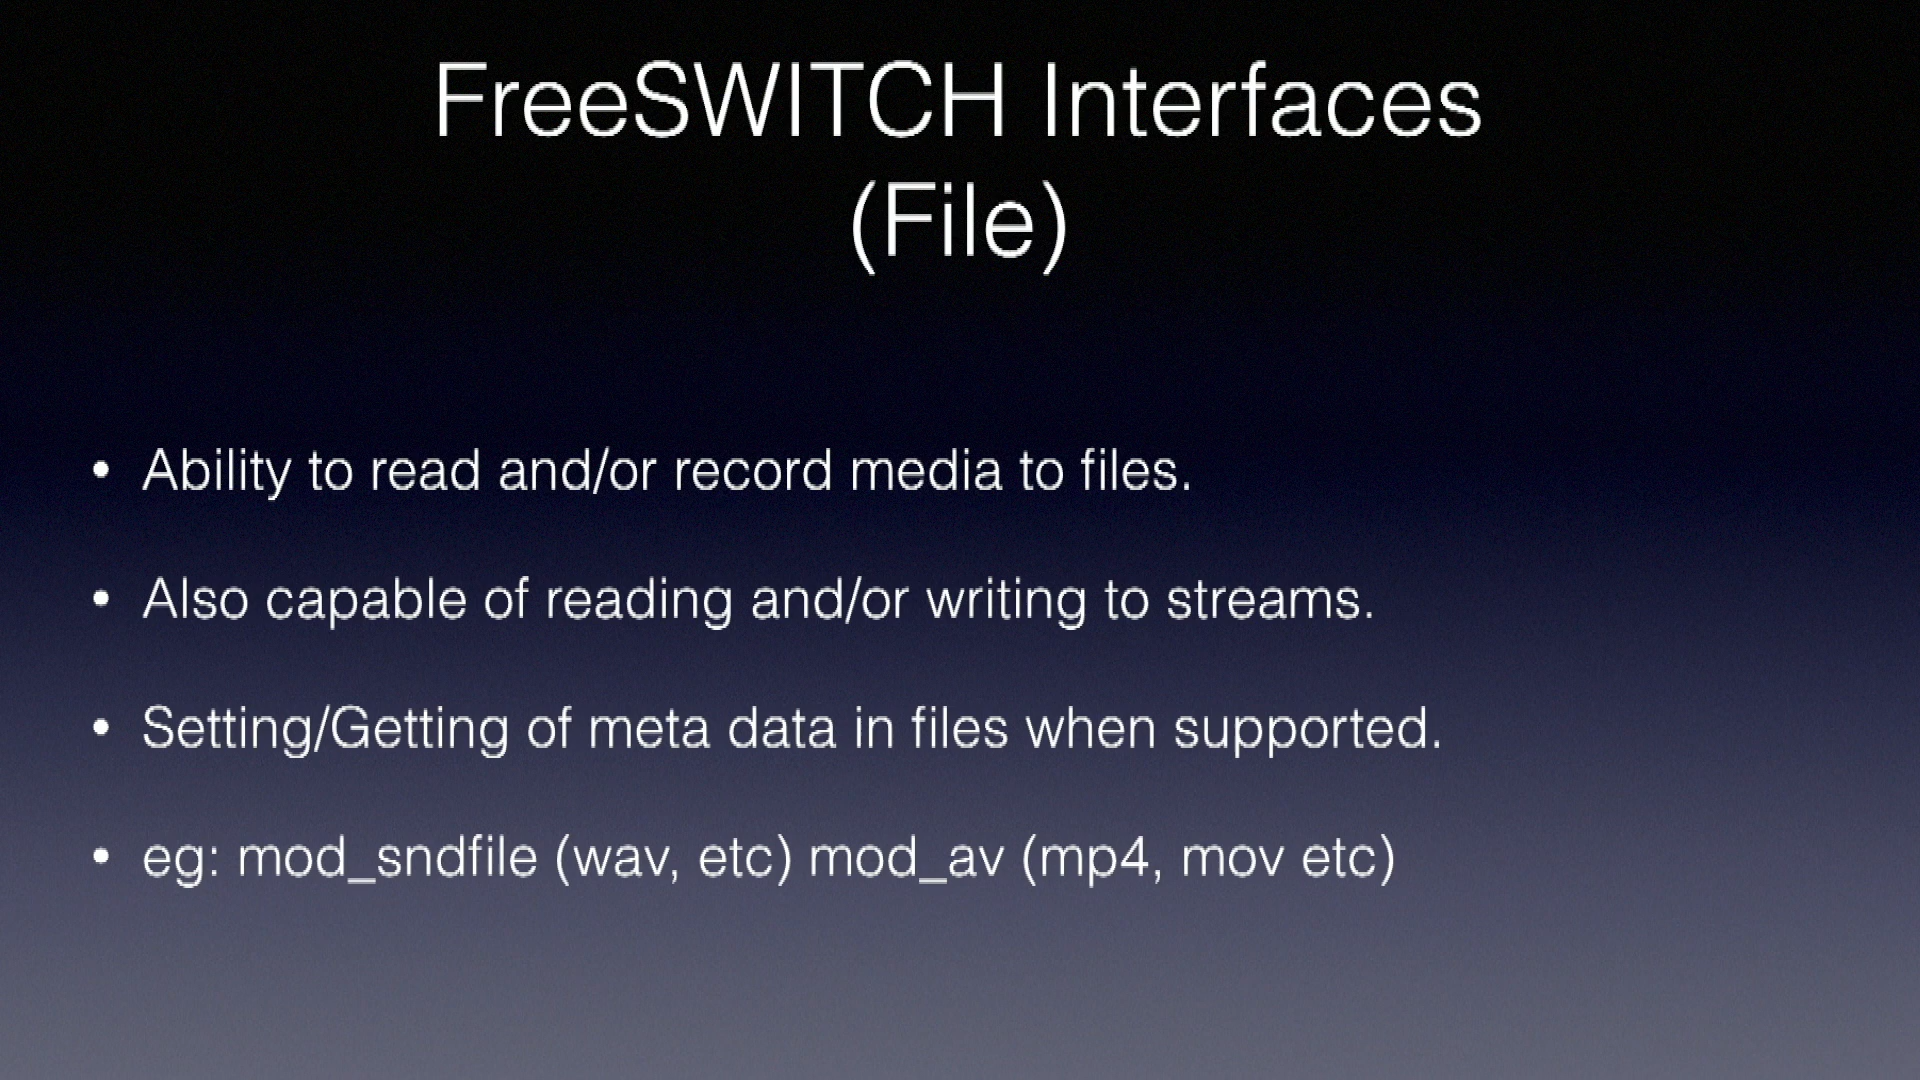 FreeSWITCH Interfaces
(File)
• Ability to read and/or record media to files.
• Also capable of reading and/or writing to streams.
• Setting/Getting of meta data in files when supported.
• eg: mod_sndfile (wav, etc) mod_av (mp4, mov etc)